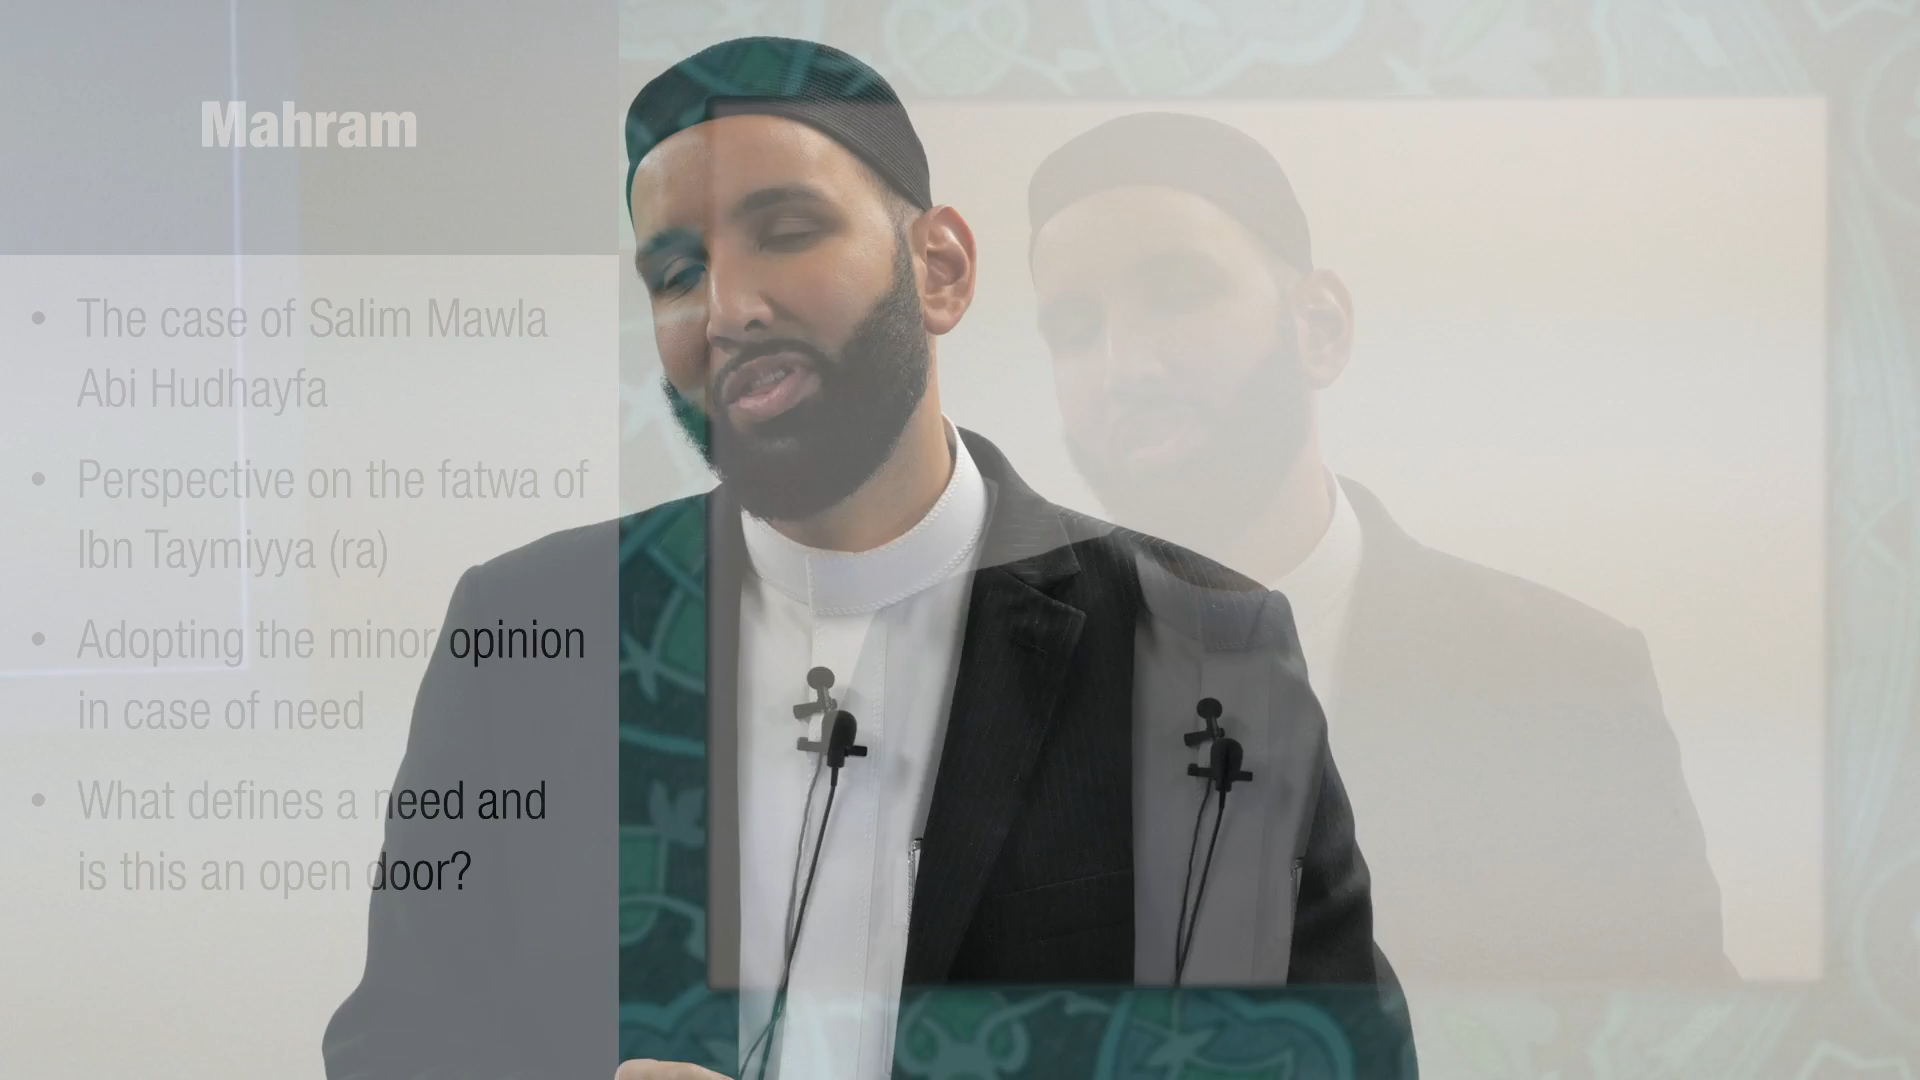 Mahram
• The case of Salim Mawla
Abi Hudhayfa
• Perspective on the fatwa of
Ibn Taymiyya (ra)
• Adopting the minor opinion
in case of need
• What defines a need and
is this an open door?